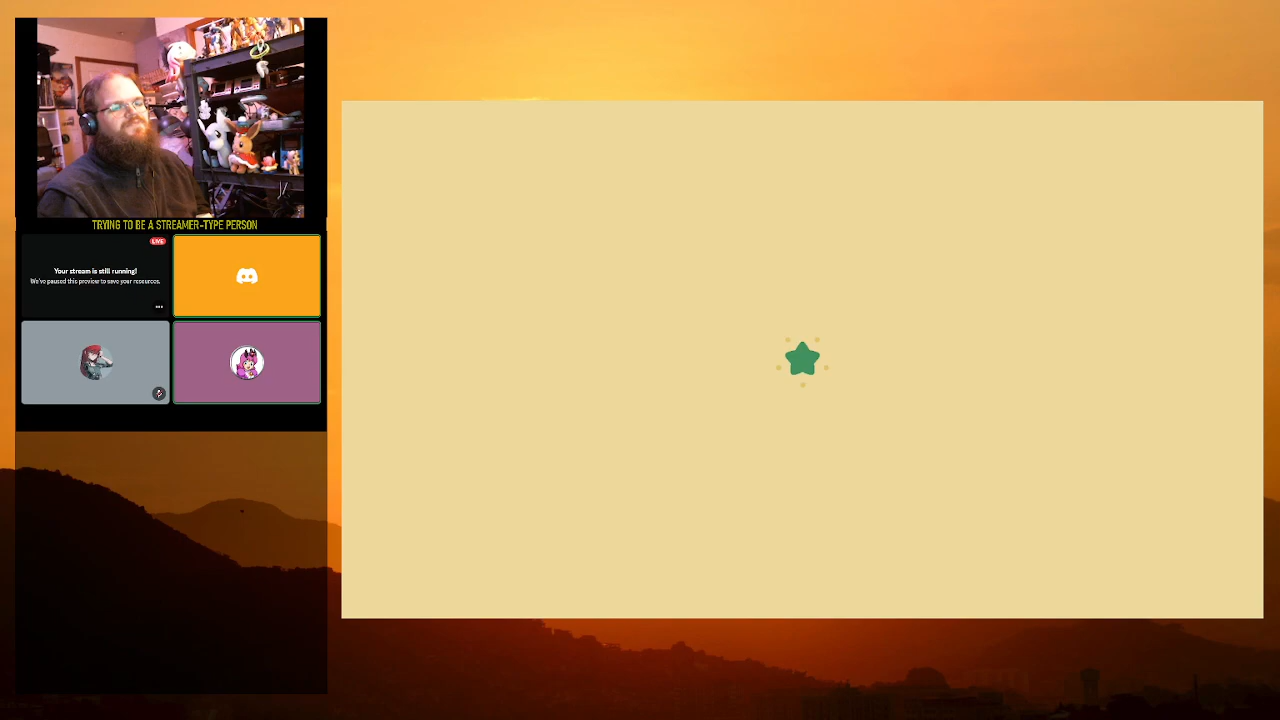 TRYING TO BE A STREAMER-TYPE PERSON
LIVE
Your stream is still running!
We've paused this preview to save your resources.